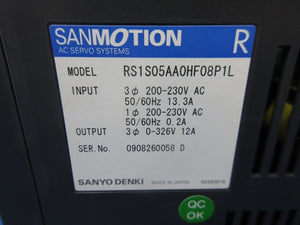 SANMOTION R
AC SERVO SYSTEMS
MODEL RS1S05AA0HF08P1L
INPUT 3ϕ 200-230V AC
50/60Hz 13.3A
1ϕ 200-230V AC
50/60Hz 0.2A
OUTPUT 3ϕ 0-326V 12A
SER.No. 0908260058 D
SANYO DENKI MADE IN JAPAN
QC
OK